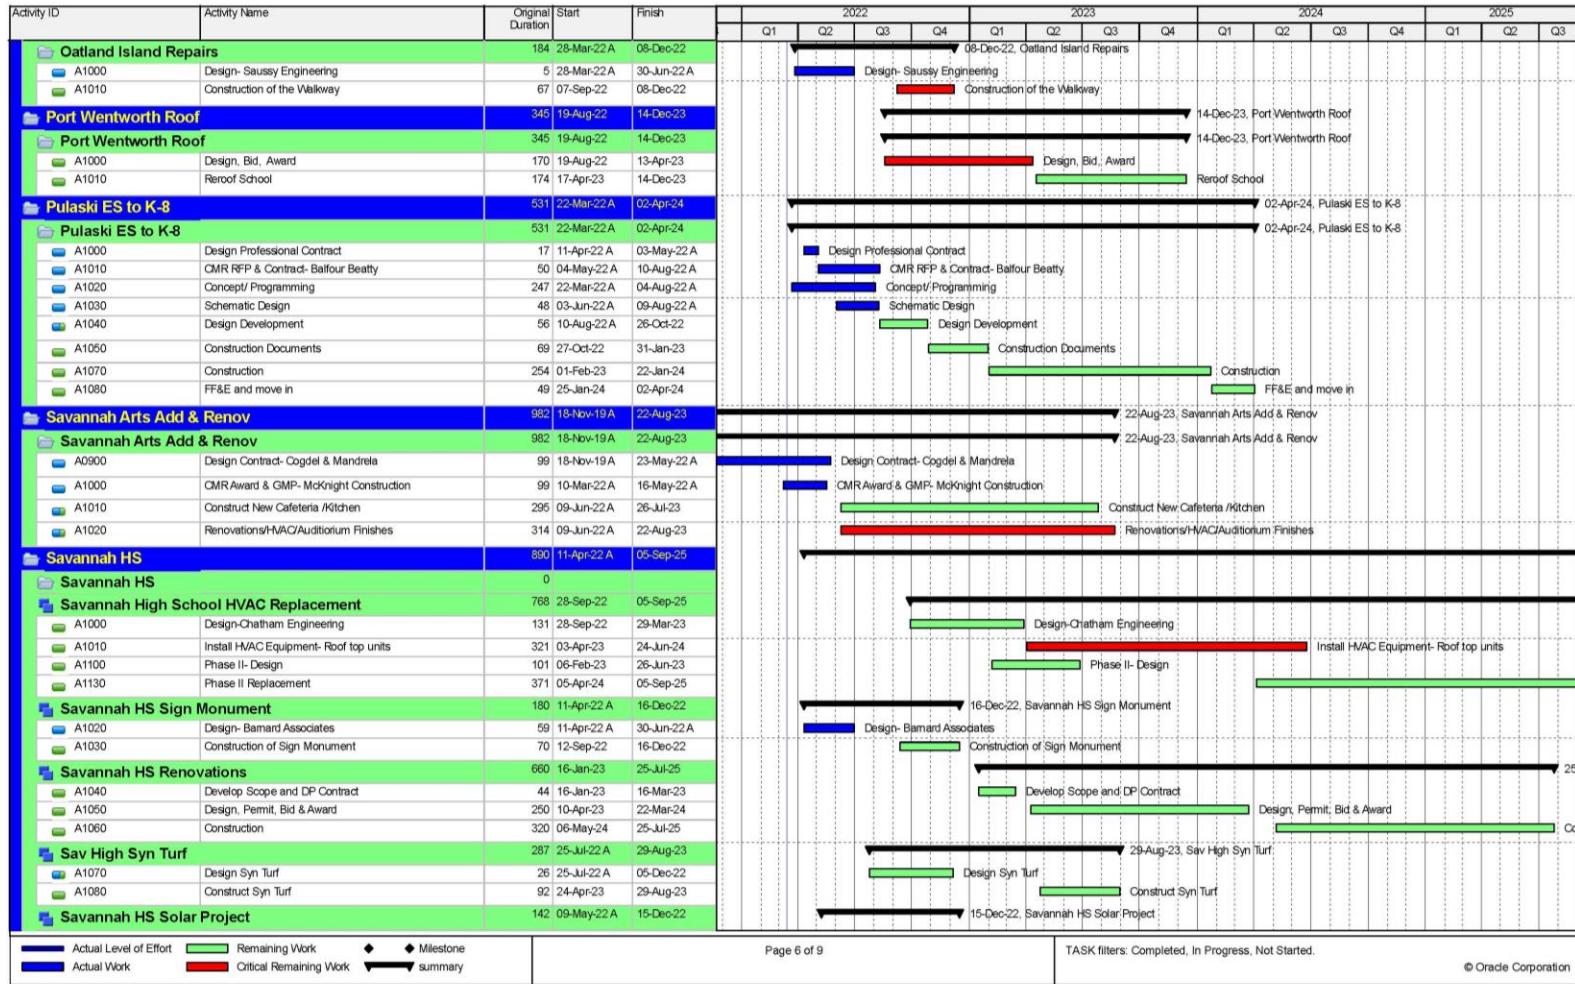 Activity ID Activity Name Original Duration Start Finish 2022 2023 2024 2025
Q1 Q2 Q3 Q4 Q1 Q2 Q3 Q4 Q1 Q2 Q3 Q4 Q1 Q2 Q3
Oatland Island Repairs 184 28-Mar-22 A 08-Dec-22 08-Dec-22, Oatland Island Repairs
A1000 Design- Saussy Engineering 5 28-Mar-22 A 30-Jun-22 A Design- Saussy Engineering
A1010 Construction of the Walkway 67 07-Sep-22 08-Dec-22 Construction of the Walkway
Port Wentworth Roof 345 19-Aug-22 14-Dec-23 14-Dec-23, Port Wentworth Roof
Port Wentworth Roof 345 19-Aug-22 14-Dec-23 14-Dec-23, Port Wentworth Roof
A1000 Design, Bid, Award 170 19-Aug-22 13-Apr-23 Design, Bid, Award
A1010 Reroof School 174 17-Apr-23 14-Dec-23 Reroof School
Pulaski ES to K-8 531 22-Mar-22 A 02-Apr-24 02-Apr-24, Pulaski ES to K-8
Pulaski ES to K-8 531 22-Mar-22 A 02-Apr-24 02-Apr-24, Pulaski ES to K-8
A1000 Design Professional Contract 17 11-Apr-22 A 03-May-22 A Design Professional Contract
A1010 CMR RFP & Contract- Balfour Beatty 50 04-May-22 A 10-Aug-22 A CMR RFP & Contract- Balfour Beatty
A1020 Concept/ Programming 247 22-Mar-22 A 04-Aug-22 A Concept/ Programming
A1030 Schematic Design 48 03-Jun-22 A 09-Aug-22 A Schematic Design
A1040 Design Development 56 10-Aug-22 A 26-Oct-22 Design Development
A1050 Construction Documents 69 27-Oct-22 31-Jan-23 Construction Documents
A1070 Construction 254 01-Feb-23 22-Jan-24 Construction
A1080 FF&E and move in 49 25-Jan-24 02-Apr-24 FF&E and move in
Savannah Arts Add & Renov 982 18-Nov-19 A 22-Aug-23 22-Aug-23, Savannah Arts Add & Renov
Savannah Arts Add & Renov 982 18-Nov-19 A 22-Aug-23 22-Aug-23, Savannah Arts Add & Renov
A0900 Design Contract- Cogdel & Mandrela 99 18-Nov-19 A 23-May-22 A Design Contract- Cogdel & Mandrela
A1000 CMR Award & GMP- McKnight Construction 99 10-Mar-22 A 16-May-22 A CMR Award & GMP- McKnight Construction
A1010 Construct New Cafeteria /Kitchen 295 09-Jun-22 A 26-Jul-23 Construct New Cafeteria /Kitchen
A1020 Renovations/HVAC/Auditiorium Finishes 314 09-Jun-22 A 22-Aug-23 Renovations/HVAC/Auditiorium Finishes
Savannah HS 890 11-Apr-22 A 05-Sep-25
Savannah HS 0
Savannah High School HVAC Replacement 768 28-Sep-22 05-Sep-25
A1000 Design-Chatham Engineering 131 28-Sep-22 29-Mar-23 Design-Chatham Engineering
A1010 Install HVAC Equipment- Roof top units 321 03-Apr-23 24-Jun-24 Install HVAC Equipment- Roof top units
A1100 Phase II- Design 101 06-Feb-23 26-Jun-23 Phase II- Design
A1130 Phase II Replacement 371 05-Apr-24 05-Sep-25
Savannah HS Sign Monument 180 11-Apr-22 A 16-Dec-22 16-Dec-22, Savannah HS Sign Monument
A1020 Design- Barnard Associates 59 11-Apr-22 A 30-Jun-22 A Design- Barnard Associates
A1030 Construction of Sign Monument 70 12-Sep-22 16-Dec-22 Construction of Sign Monument
Savannah HS Renovations 660 16-Jan-23 25-Jul-25 25
A1040 Develop Scope and DP Contract 44 16-Jan-23 16-Mar-23 Develop Scope and DP Contract
A1050 Design, Permit, Bid & Award 250 10-Apr-23 22-Mar-24 Design, Permit, Bid & Award
A1060 Construction 320 06-May-24 25-Jul-25 Co
Sav High Syn Turf 287 25-Jul-22 A 29-Aug-23 29-Aug-23, Sav High Syn Turf
A1070 Design Syn Turf 26 25-Jul-22 A 05-Dec-22 Design Syn Turf
A1080 Construct Syn Turf 92 24-Apr-23 29-Aug-23 Construct Syn Turf
Savannah HS Solar Project 142 09-May-22 A 15-Dec-22 15-Dec-22, Savannah HS Solar Project
Actual Level of Effort Remaining Work Milestone Page 6 of 9 TASK filters: Completed, In Progress, Not Started.
Actual Work Critical Remaining Work summary © Oracle Corporation